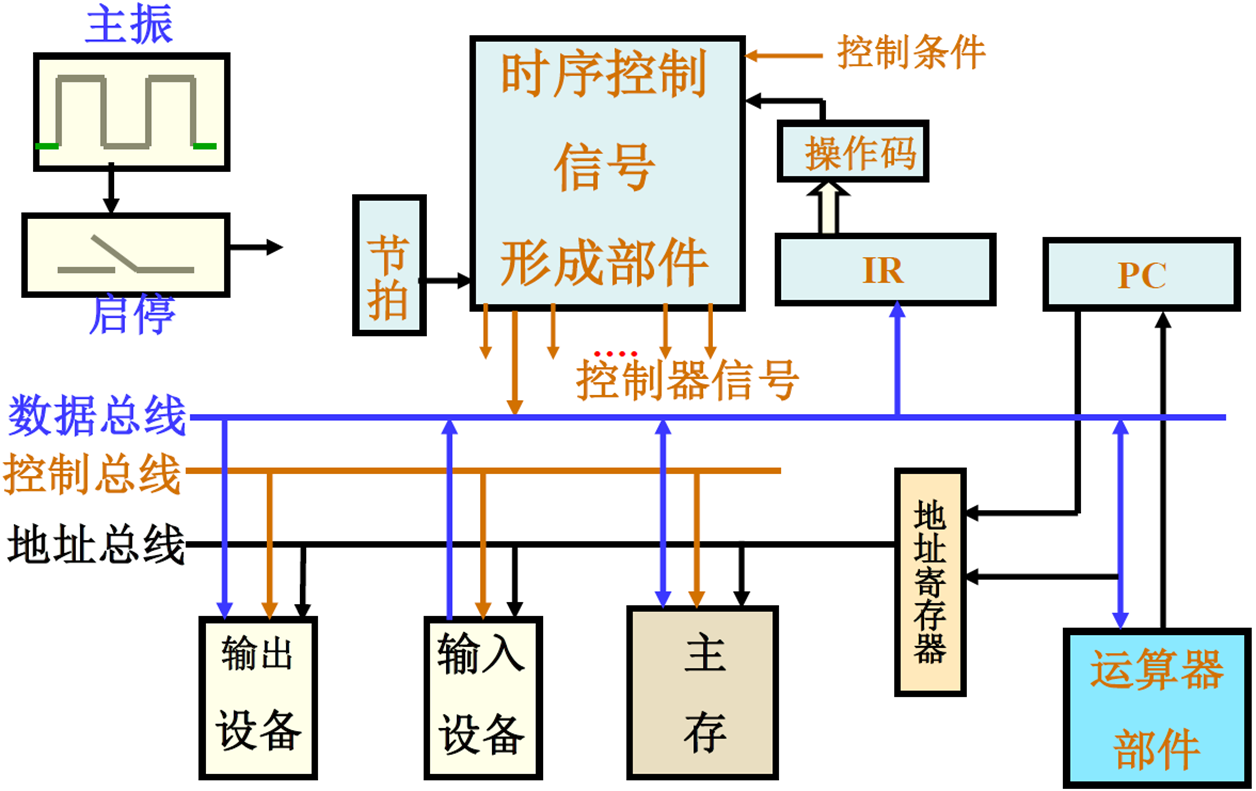 主振
启停
节
拍
时序控制
信号
形成部件
控制条件
操作码
IR
PC
....
控制器信号
数据总线
控制总线
地址总线
地
址
寄
存
器
输出
设备
输入
设备
主
存
运算器
部件